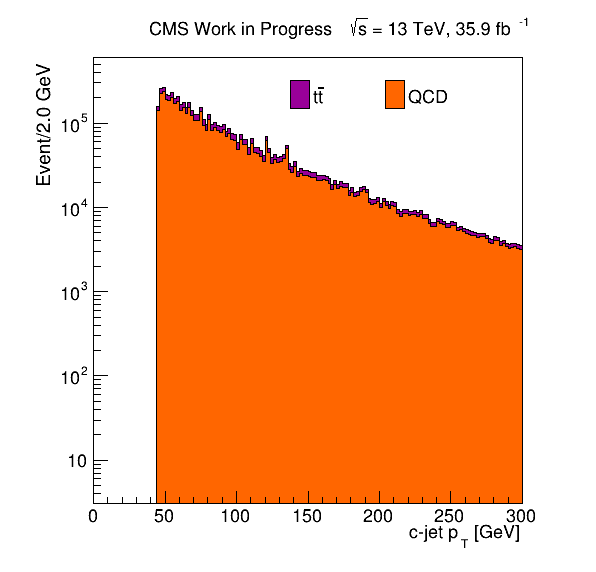 CMS Work in Progress √s = 13 TeV, 35.9 fb⁻¹
Event/2.0 GeV
tt̄ QCD
10⁵
10⁴
10³
10²
10
0 50 100 150 200 250 300
c-jet p_T [GeV]